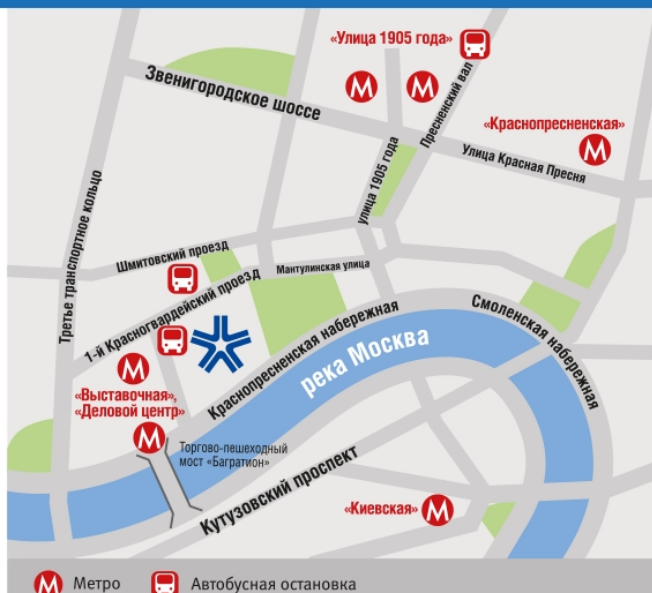 «Улица 1905 года»
Звенигородское шоссе
Пресненский вал
«Краснопресненская»
Улица Красная Пресня
улица 1905 года
Третье транспортное кольцо
Шмитовский проезд
Мантулинская улица
1-й Красногвардейский проезд
Краснопресненская набережная
Смоленская набережная
река Москва
«Выставочная»,
«Деловой центр»
Торгово-пешеходный
мост «Багратион»
Кутузовский проспект
«Киевская»
М Метро
Автобусная остановка